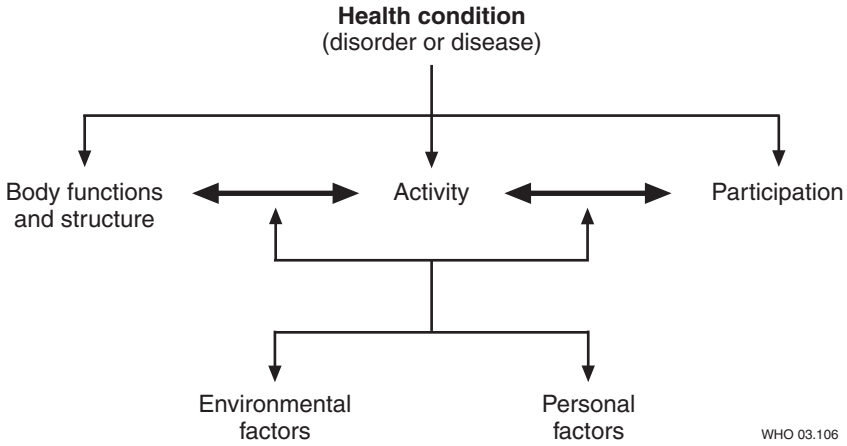 Health condition
(disorder or disease)
Body functions
and structure
Activity
Participation
Environmental
factors
Personal
factors
WHO 03.106